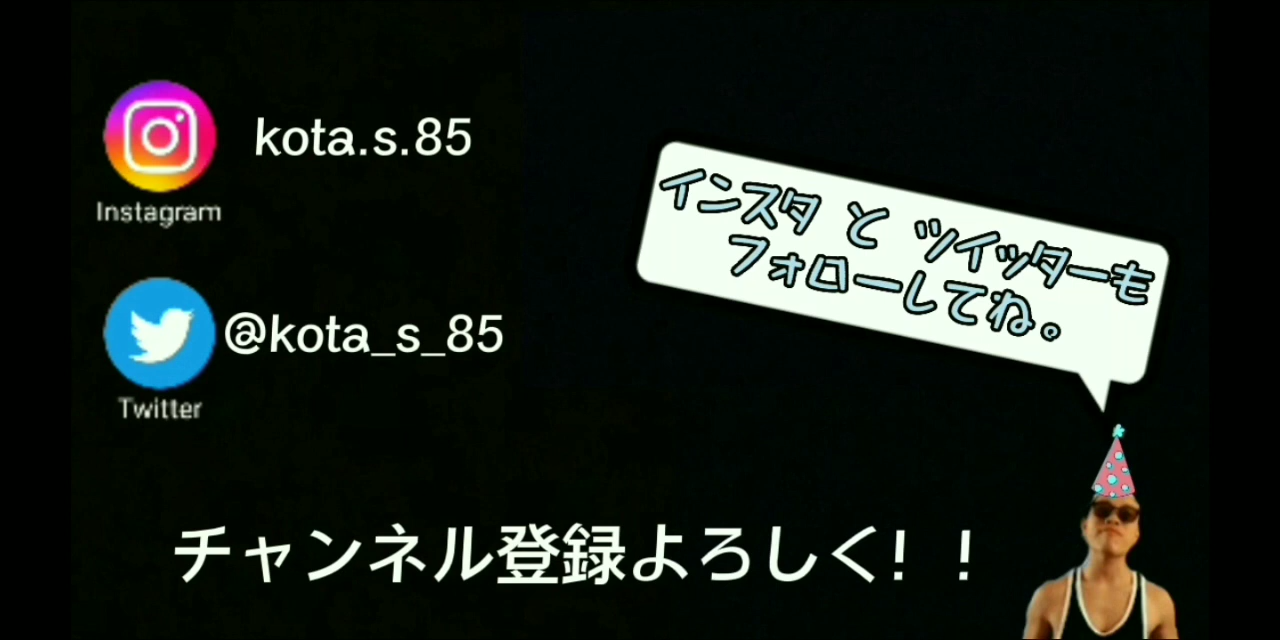 kota.s.85
Instagram
インスタ と ツイッターも
フォローしてね。
@kota_s_85
Twitter
チャンネル登録よろしく! !